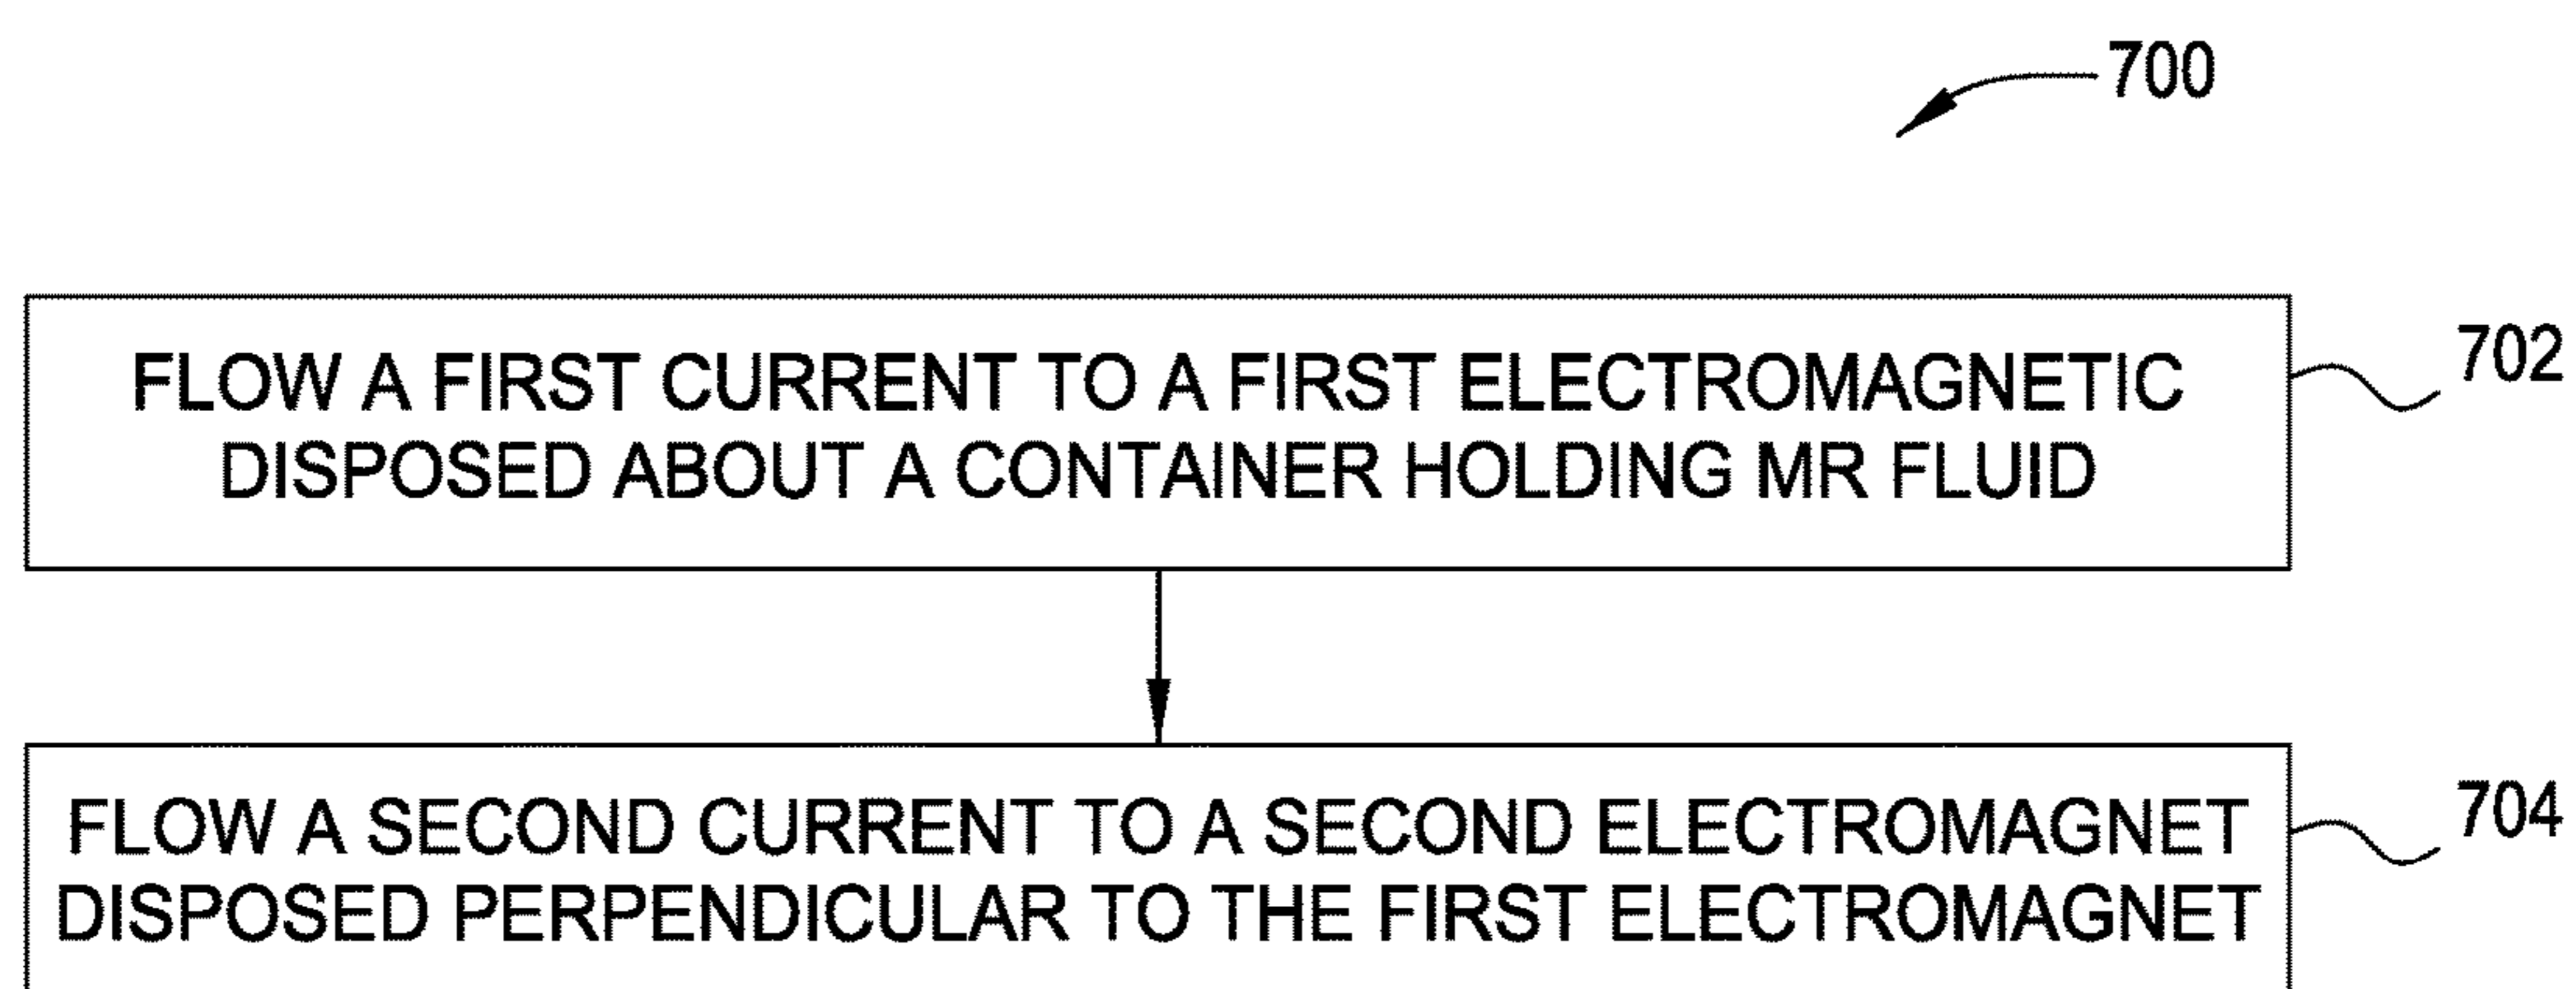 700
FLOW A FIRST CURRENT TO A FIRST ELECTROMAGNETIC
DISPOSED ABOUT A CONTAINER HOLDING MR FLUID
702
FLOW A SECOND CURRENT TO A SECOND ELECTROMAGNET
DISPOSED PERPENDICULAR TO THE FIRST ELECTROMAGNET
704